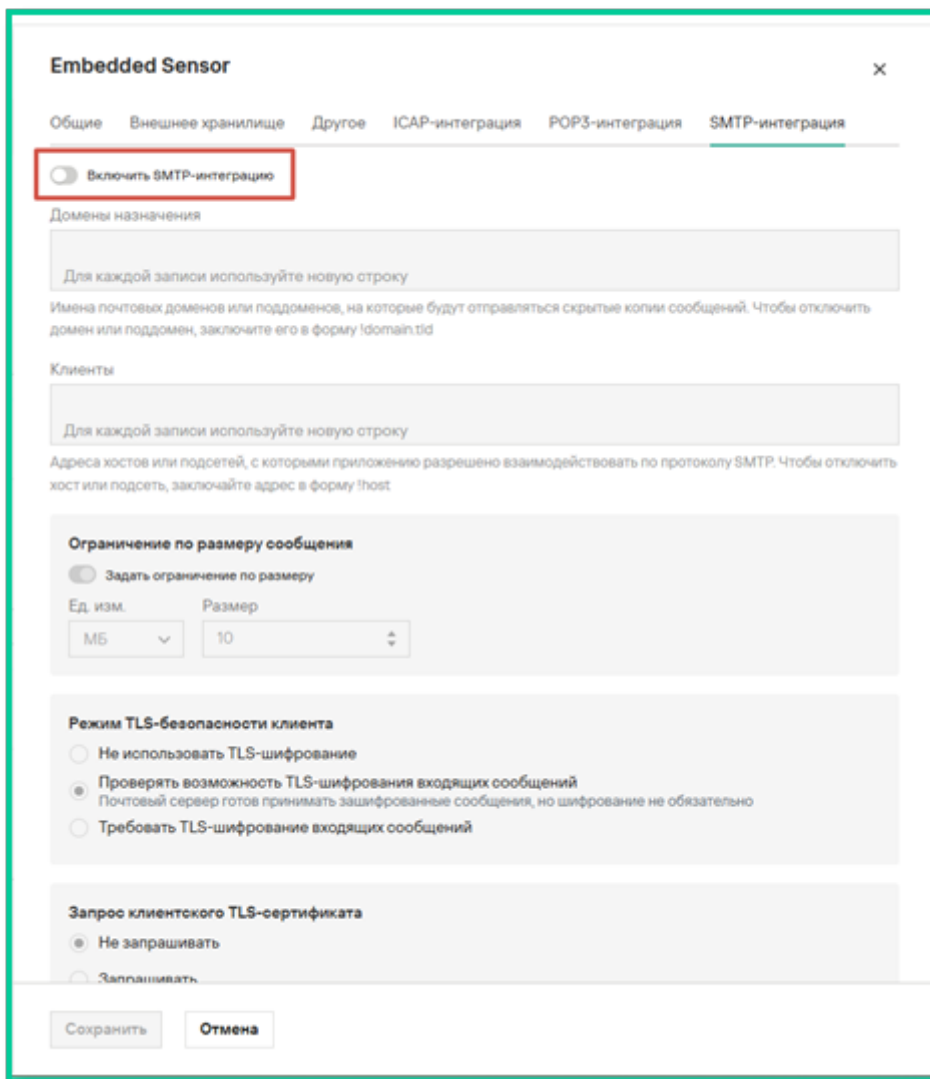 Embedded Sensor
Общие Внешнее хранилище Другое ICAP-интеграция POP3-интеграция SMTP-интеграция
Включить SMTP-интеграцию
Домены назначения
Для каждой записи используйте новую строку
Имена почтовых доменов или поддоменов, на которые будут отправляться скрытые копии сообщений. Чтобы отключить
домен или поддомен, заключите его в форму !domain.tld
Клиенты
Для каждой записи используйте новую строку
Адреса хостов или подсетей, с которыми приложению разрешено взаимодействовать по протоколу SMTP. Чтобы отключить
хост или подсеть, заключайте адрес в форму !host
Ограничение по размеру сообщения
Задать ограничение по размеру
Ед. изм. Размер
МБ 10
Режим TLS-безопасности клиента
Не использовать TLS-шифрование
Проверять возможность TLS-шифрования входящих сообщений
Почтовый сервер готов принимать зашифрованные сообщения, но шифрование не обязательно
Требовать TLS-шифрование входящих сообщений
Запрос клиентского TLS-сертификата
Не запрашивать
Запрашивать
Сохранить Отмена